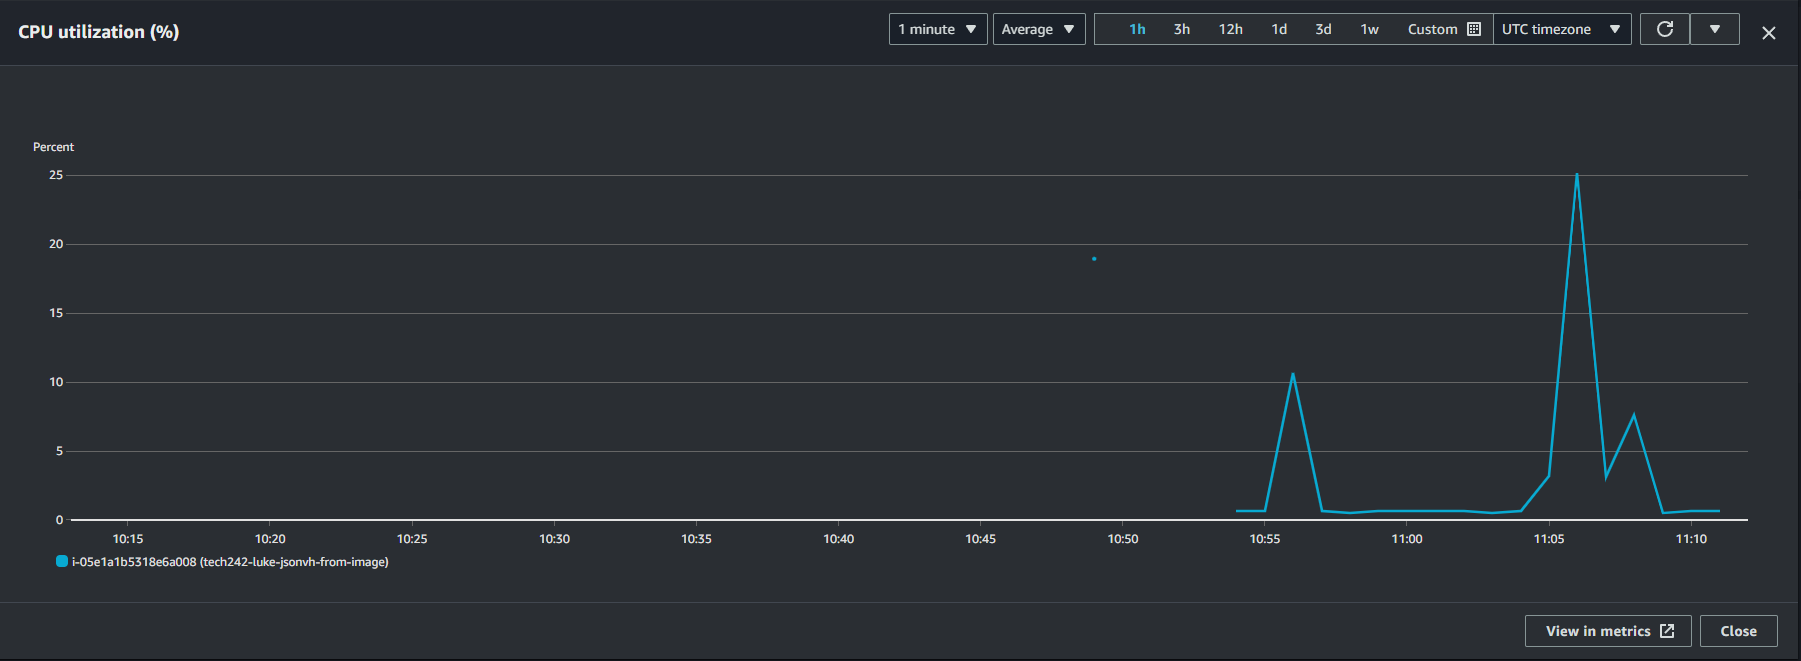 CPU utilization (%)
1 minute Average 1h 3h 12h 1d 3d 1w Custom UTC timezone
Percent
25
20
15
10
5
0
10:15 10:20 10:25 10:30 10:35 10:40 10:45 10:50 10:55 11:00 11:05 11:10
i-05e1a1b5318e6a008 (tech242-luke-jsonvh-from-image)
View in metrics Close